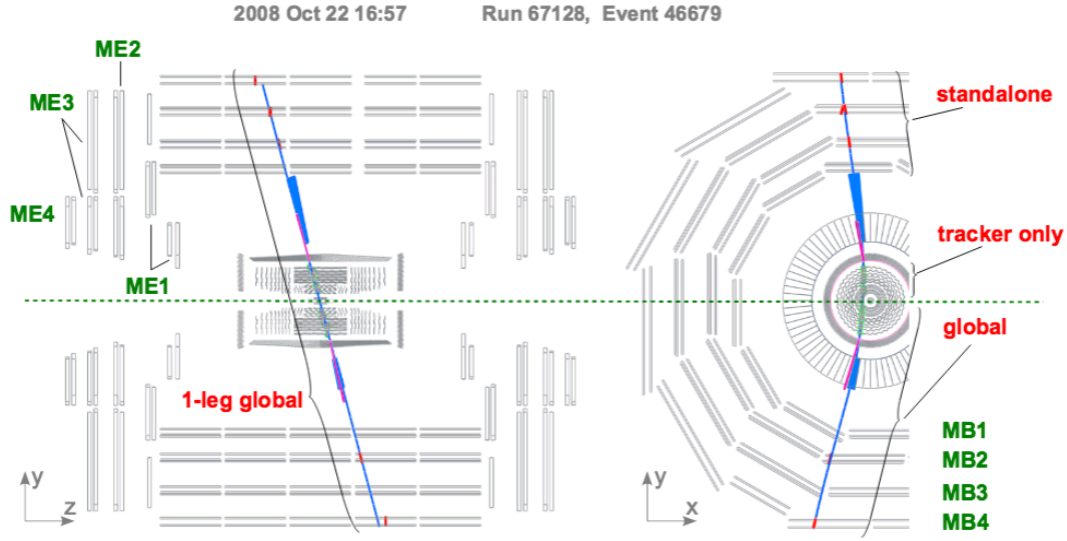 2008 Oct 22 16:57 Run 67128, Event 46679
ME2
ME3
ME4
ME1
1-leg global
y
z
standalone
tracker only
global
MB1
MB2
MB3
MB4
y
x